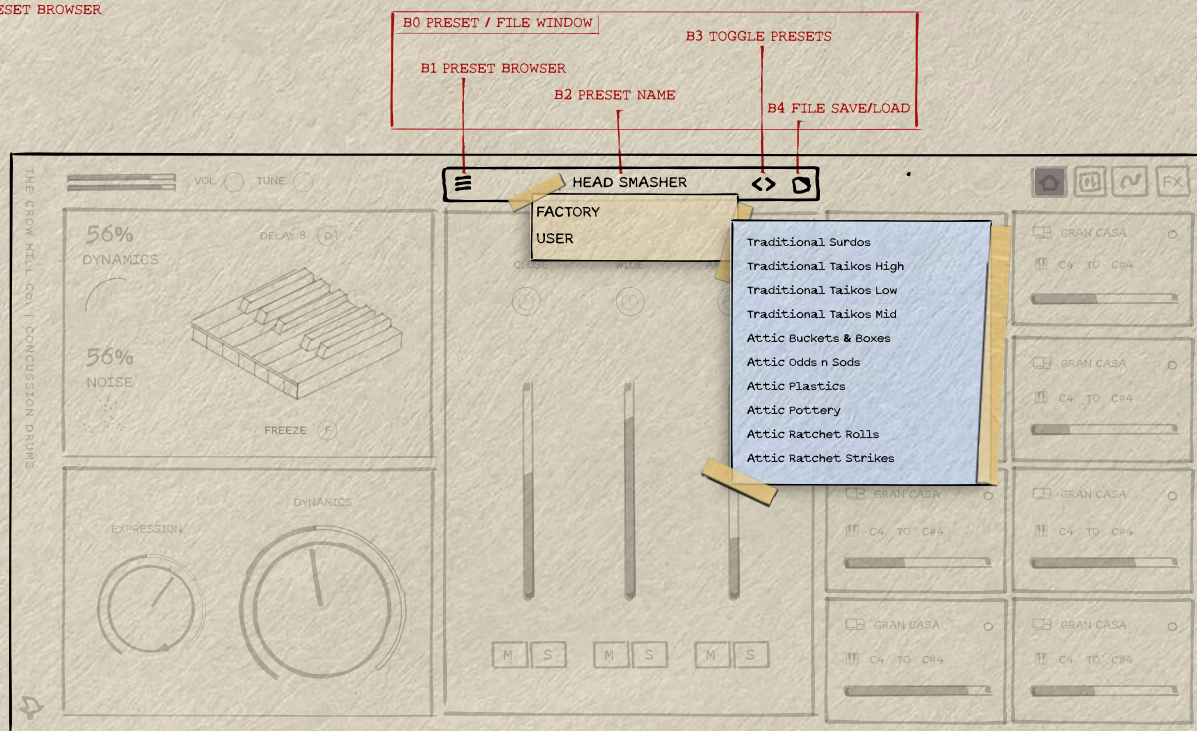 ESET BROWSER
B0 PRESET / FILE WINDOW
B3 TOGGLE PRESETS
B1 PRESET BROWSER
B2 PRESET NAME
B4 FILE SAVE/LOAD
THE CROW HILL CO. | CONCUSSION DRUMS
VOL
TUNE
HEAD SMASHER
<>
FX
FACTORY
USER
Traditional Surdos
Traditional Taikos High
Traditional Taikos Low
Traditional Taikos Mid
Attic Buckets & Boxes
Attic Odds n Sods
Attic Plastics
Attic Pottery
Attic Ratchet Rolls
Attic Ratchet Strikes
56%
DYNAMICS
DELAY 8 D
56%
NOISE
FREEZE F
EXPRESSION
DYNAMICS
CLOSE
WIDE
M S
M S
M S
GRAN CASA
C4 TO C#4
GRAN CASA
C4 TO C#4
GRAN CASA
C4 TO C#4
GRAN CASA
C4 TO C#4
GRAN CASA
C4 TO C#4
GRAN CASA
C4 TO C#4